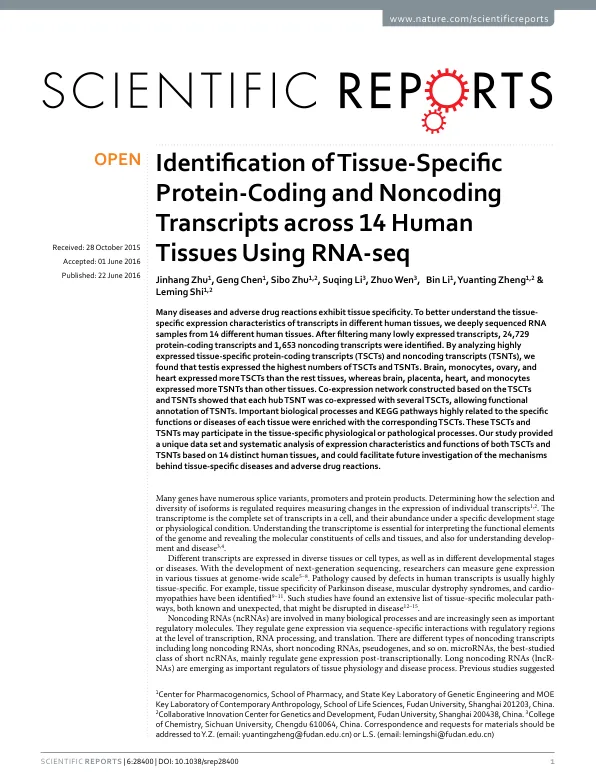 www.nature.com/scientificreports
SCIENTIFIC REPORTS
OPEN
Identification of Tissue-Specific
Protein-Coding and Noncoding
Transcripts across 14 Human
Tissues Using RNA-seq
Received: 28 October 2015
Accepted: 01 June 2016
Published: 22 June 2016
Jinhang Zhu¹, Geng Chen¹, Sibo Zhu¹,², Suqing Li³, Zhuo Wen³, Bin Li¹, Yuanting Zheng¹,² &
Leming Shi¹,²
Many diseases and adverse drug reactions exhibit tissue specificity. To better understand the tissue-
specific expression characteristics of transcripts in different human tissues, we deeply sequenced RNA
samples from 14 different human tissues. After filtering many lowly expressed transcripts, 24,729
protein-coding transcripts and 1,653 noncoding transcripts were identified. By analyzing highly
expressed tissue-specific protein-coding transcripts (TSCTs) and noncoding transcripts (TSNTs), we
found that testis expressed the highest numbers of TSCTs and TSNTs. Brain, monocytes, ovary, and
heart expressed more TSCTs than the rest tissues, whereas brain, placenta, heart, and monocytes
expressed more TSNTs than other tissues. Co-expression network constructed based on the TSCTs
and TSNTs showed that each hub TSNT was co-expressed with several TSCTs, allowing functional
annotation of TSNTs. Important biological processes and KEGG pathways highly related to the specific
functions or diseases of each tissue were enriched with the corresponding TSCTs. These TSCTs and
TSNTs may participate in the tissue-specific physiological or pathological processes. Our study provided
a unique data set and systematic analysis of expression characteristics and functions of both TSCTs and
TSNTs based on 14 distinct human tissues, and could facilitate future investigation of the mechanisms
behind tissue-specific diseases and adverse drug reactions.
Many genes have numerous splice variants, promoters and protein products. Determining how the selection and
diversity of isoforms is regulated requires measuring changes in the expression of individual transcripts¹,². The
transcriptome is the complete set of transcripts in a cell, and their abundance under a specific development stage
or physiological condition. Understanding the transcriptome is essential for interpreting the functional elements
of the genome and revealing the molecular constituents of cells and tissues, and also for understanding develop-
ment and disease³,⁴.
Different transcripts are expressed in diverse tissues or cell types, as well as in different developmental stages
or diseases. With the development of next-generation sequencing, researchers can measure gene expression
in various tissues at genome-wide scale⁵⁻⁸. Pathology caused by defects in human transcripts is usually highly
tissue-specific. For example, tissue specificity of Parkinson disease, muscular dystrophy syndromes, and cardio-
myopathies have been identified⁹⁻¹¹. Such studies have found an extensive list of tissue-specific molecular path-
ways, both known and unexpected, that might be disrupted in disease¹²⁻¹⁵.
Noncoding RNAs (ncRNAs) are involved in many biological processes and are increasingly seen as important
regulatory molecules. They regulate gene expression via sequence-specific interactions with regulatory regions
at the level of transcription, RNA processing, and translation. There are different types of noncoding transcripts
including long noncoding RNAs, short noncoding RNAs, pseudogenes, and so on. microRNAs, the best-studied
class of short ncRNAs, mainly regulate gene expression post-transcriptionally. Long noncoding RNAs (lncR-
NAs) are emerging as important regulators of tissue physiology and disease process. Previous studies suggested
¹Center for Pharmacogenomics, School of Pharmacy, and State Key Laboratory of Genetic Engineering and MOE
Key Laboratory of Contemporary Anthropology, School of Life Sciences, Fudan University, Shanghai 201203, China.
²Collaborative Innovation Center for Genetics and Development, Fudan University, Shanghai 200438, China. ³College
of Chemistry, Sichuan University, Chengdu 610064, China. Correspondence and requests for materials should be
addressed to Y.Z. (email: yuantingzheng@fudan.edu.cn) or L.S. (email: lemingshi@fudan.edu.cn)
SCIENTIFIC REPORTS | 6:28400 | DOI: 10.1038/srep28400
1